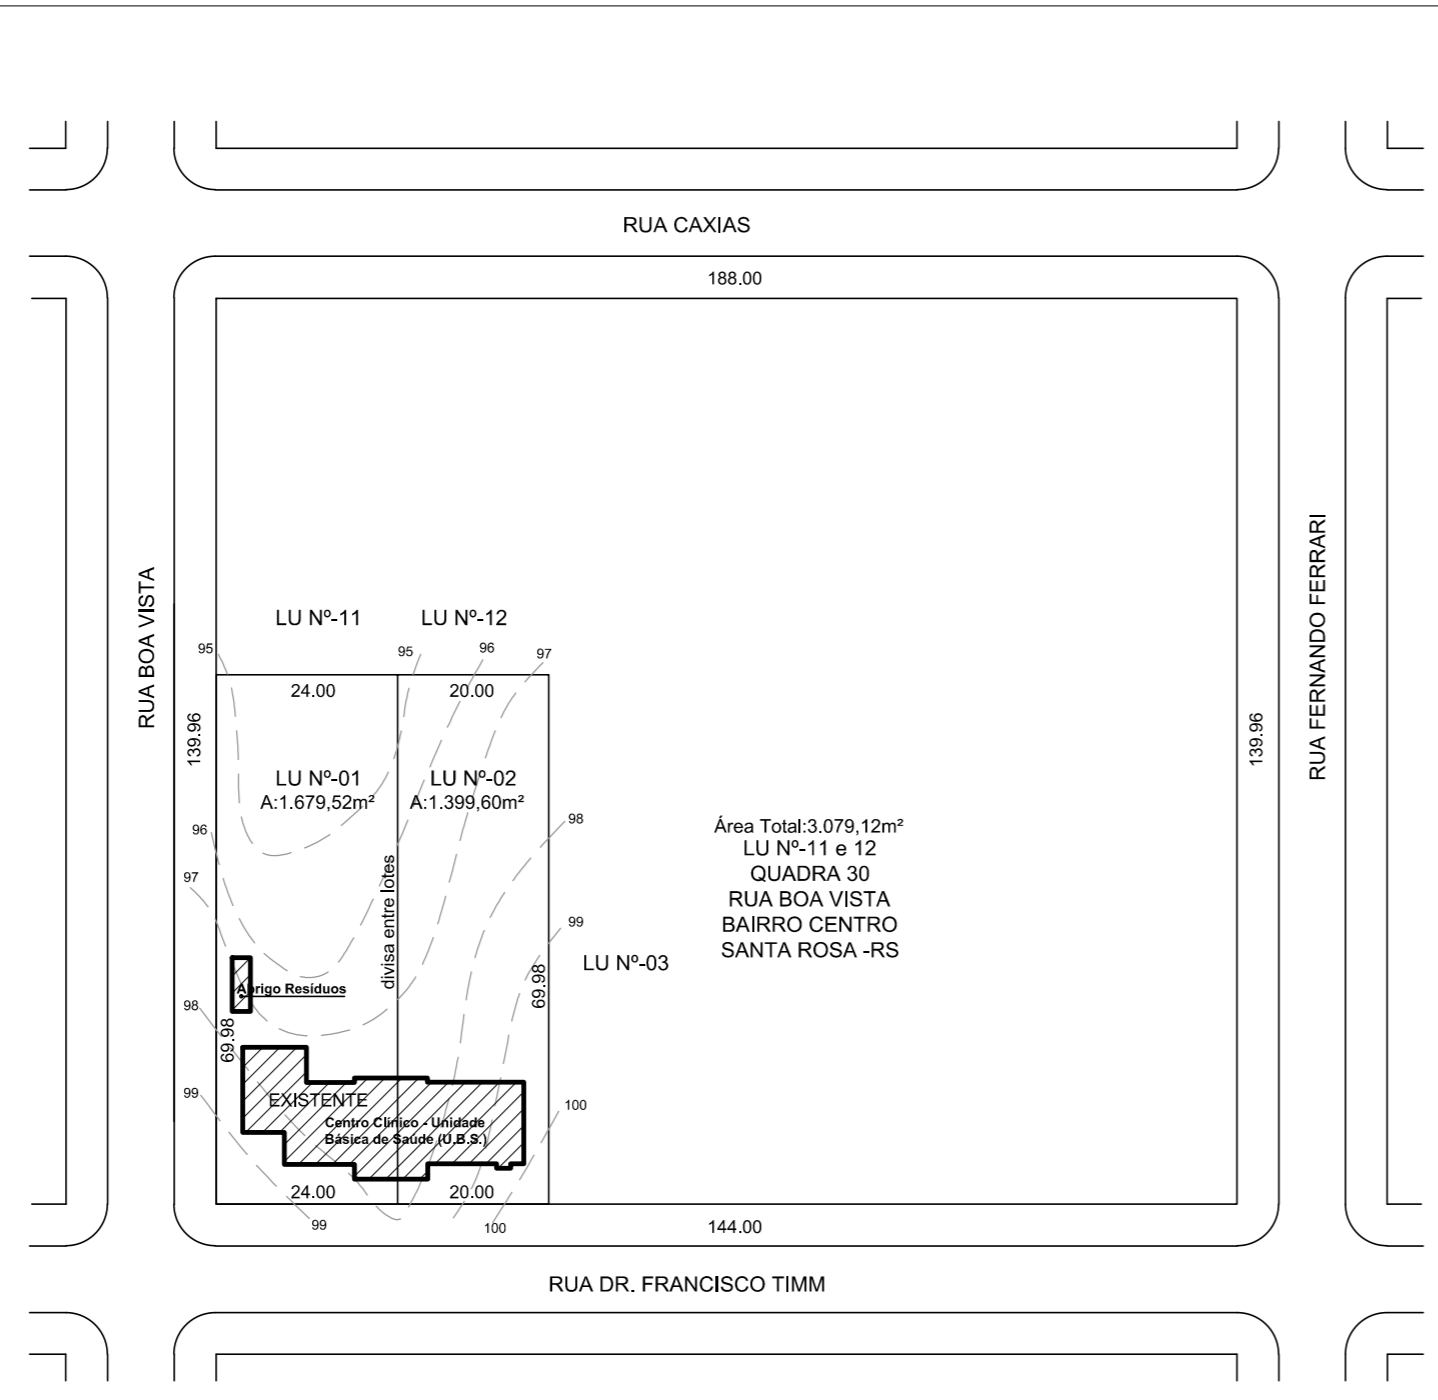 RUA CAXIAS
188.00
RUA BOA VISTA
RUA FERNANDO FERRARI
LU Nº-11
LU Nº-12
95
95
96
97
24.00
20.00
139.96
139.96
LU Nº-01
A:1.679,52m²
LU Nº-02
A:1.399,60m²
96
98
97
divisa entre lotes
Área Total:3.079,12m²
LU Nº-11 e 12
QUADRA 30
RUA BOA VISTA
BAIRRO CENTRO
SANTA ROSA -RS
99
LU Nº-03
69.98
Abrigo Resíduos
98
69.98
99
EXISTENTE
Centro Clínico - Unidade
Básica de Saúde (U.B.S.)
100
24.00
20.00
99
100
144.00
RUA DR. FRANCISCO TIMM